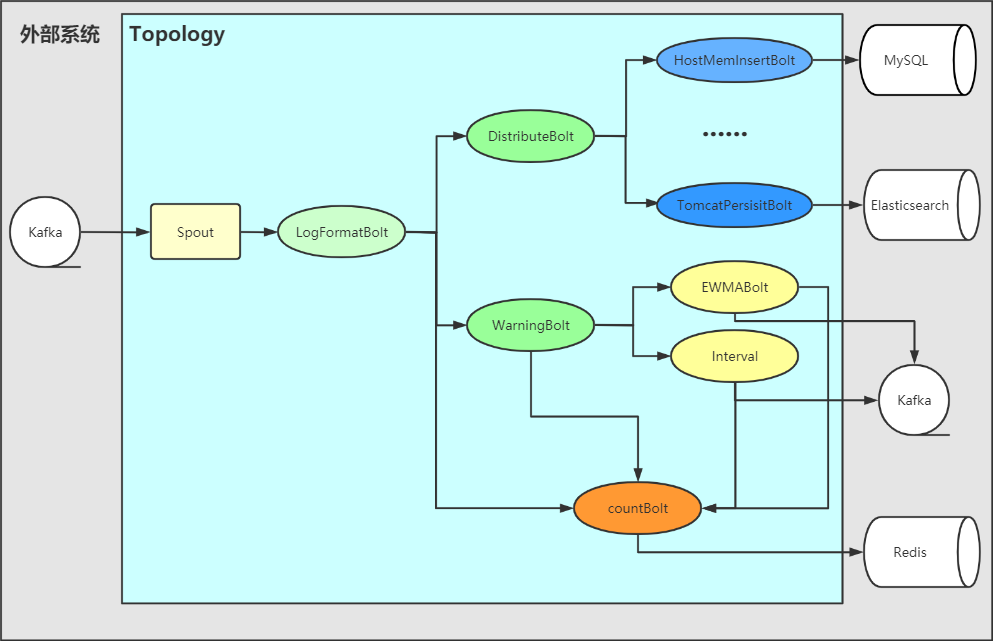 外部系统
Topology
HostMemInsertBolt
MySQL
DistributeBolt
······
TomcatPersisitBolt
Elasticsearch
Kafka
Spout
LogFormatBolt
EWMABolt
WarningBolt
Interval
Kafka
countBolt
Redis